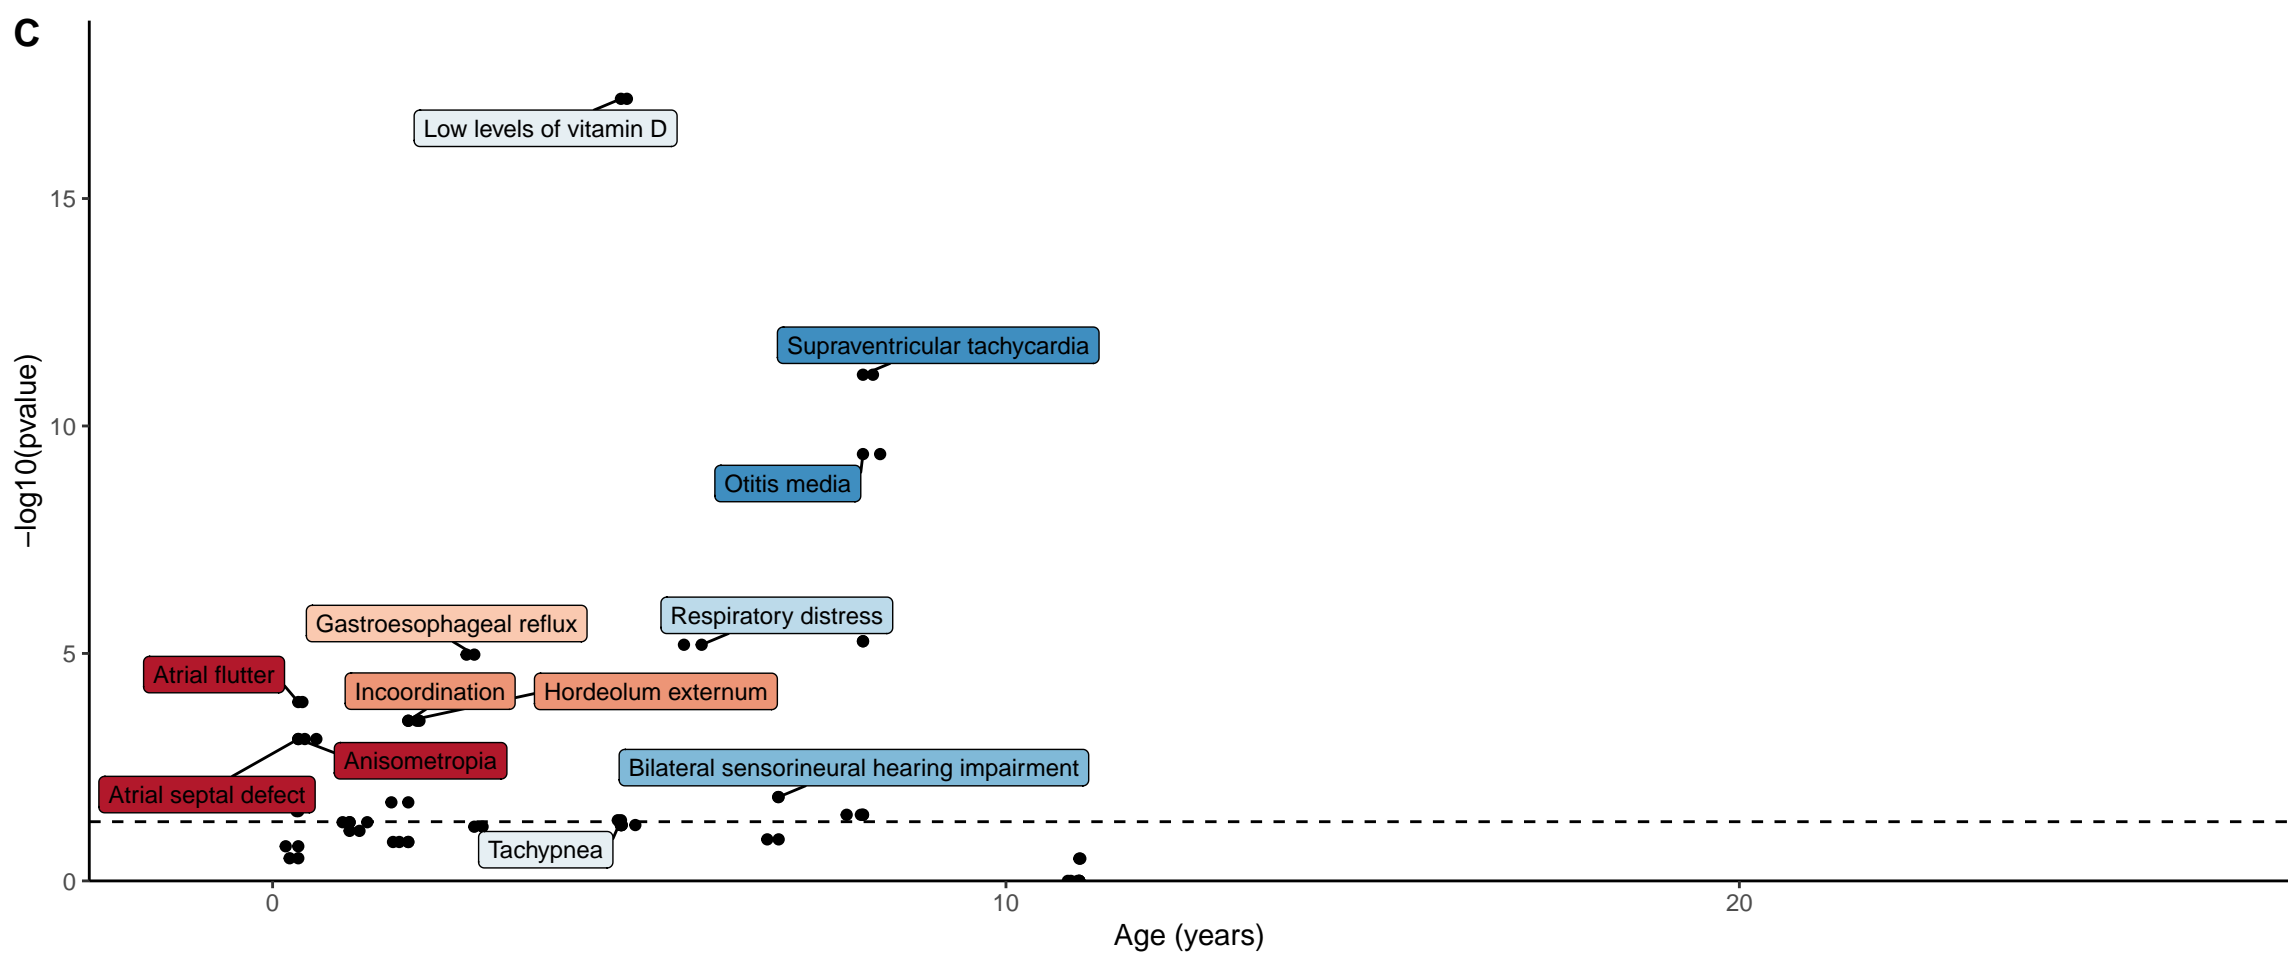 C
Low levels of vitamin D
15
Supraventricular tachycardia
10
Otitis media
−log10(pvalue)
Respiratory distress
Gastroesophageal reflux
5
Atrial flutter
Incoordination
Hordeolum externum
Anisometropia
Bilateral sensorineural hearing impairment
Atrial septal defect
Tachypnea
0
0
10
20
Age (years)